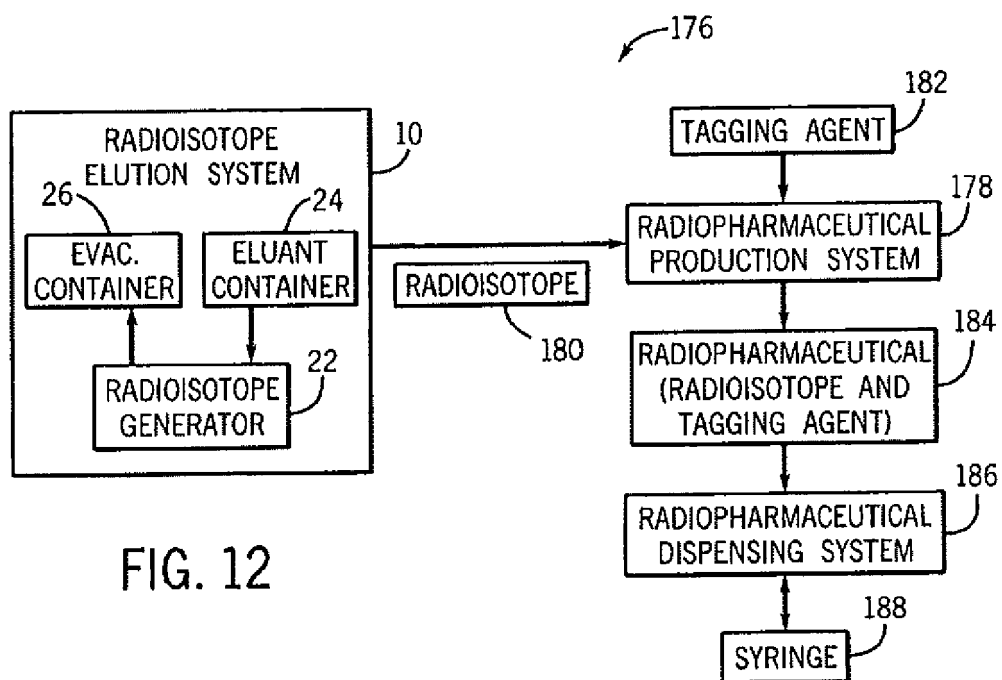 176
RADIOISOTOPE
ELUTION SYSTEM
10
26
EVAC.
CONTAINER
24
ELUANT
CONTAINER
RADIOISOTOPE
GENERATOR
22
RADIOISOTOPE
180
182
TAGGING AGENT
RADIOPHARMACEUTICAL
PRODUCTION SYSTEM
178
RADIOPHARMACEUTICAL
(RADIOISOTOPE AND
TAGGING AGENT)
184
RADIOPHARMACEUTICAL
DISPENSING SYSTEM
186
SYRINGE
188
FIG. 12